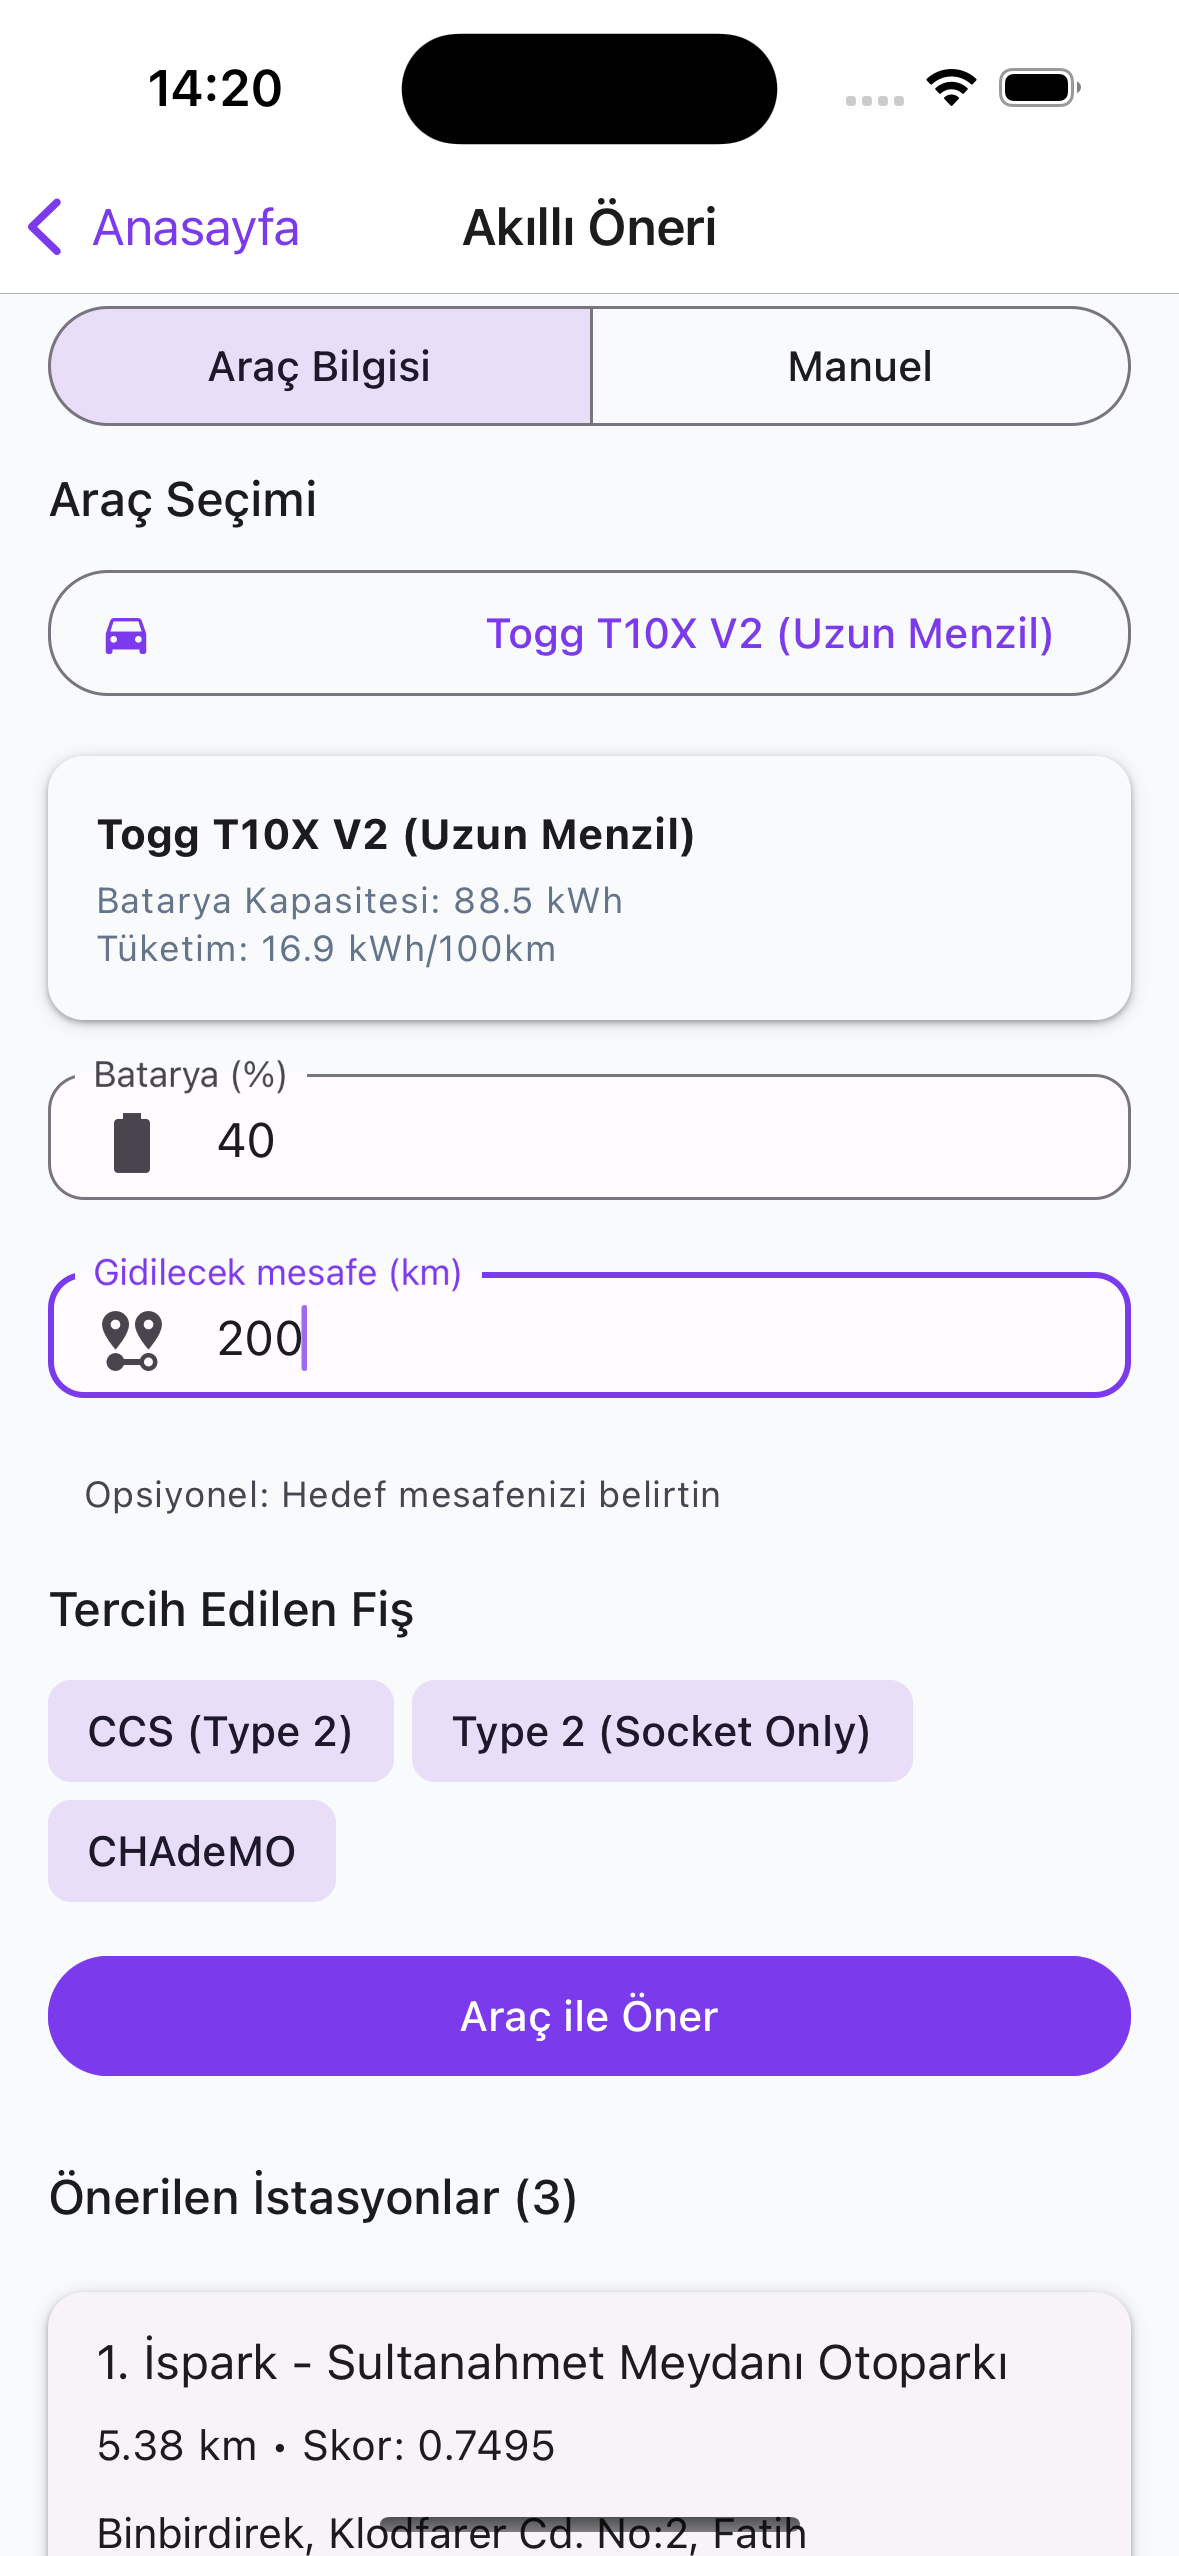 14:20
Anasayfa
Akıllı Öneri
Araç Bilgisi
Manuel
Araç Seçimi
Togg T10X V2 (Uzun Menzil)
Togg T10X V2 (Uzun Menzil)
Batarya Kapasitesi: 88.5 kWh
Tüketim: 16.9 kWh/100km
Batarya (%)
40
Gidilecek mesafe (km)
200
Opsiyonel: Hedef mesafenizi belirtin
Tercih Edilen Fiş
CCS (Type 2)
Type 2 (Socket Only)
CHAdeMO
Araç ile Öner
Önerilen İstasyonlar (3)
1. İspark - Sultanahmet Meydanı Otoparkı
5.38 km • Skor: 0.7495
Binbirdirek, Klodfarer Cd. No:2, Fatih